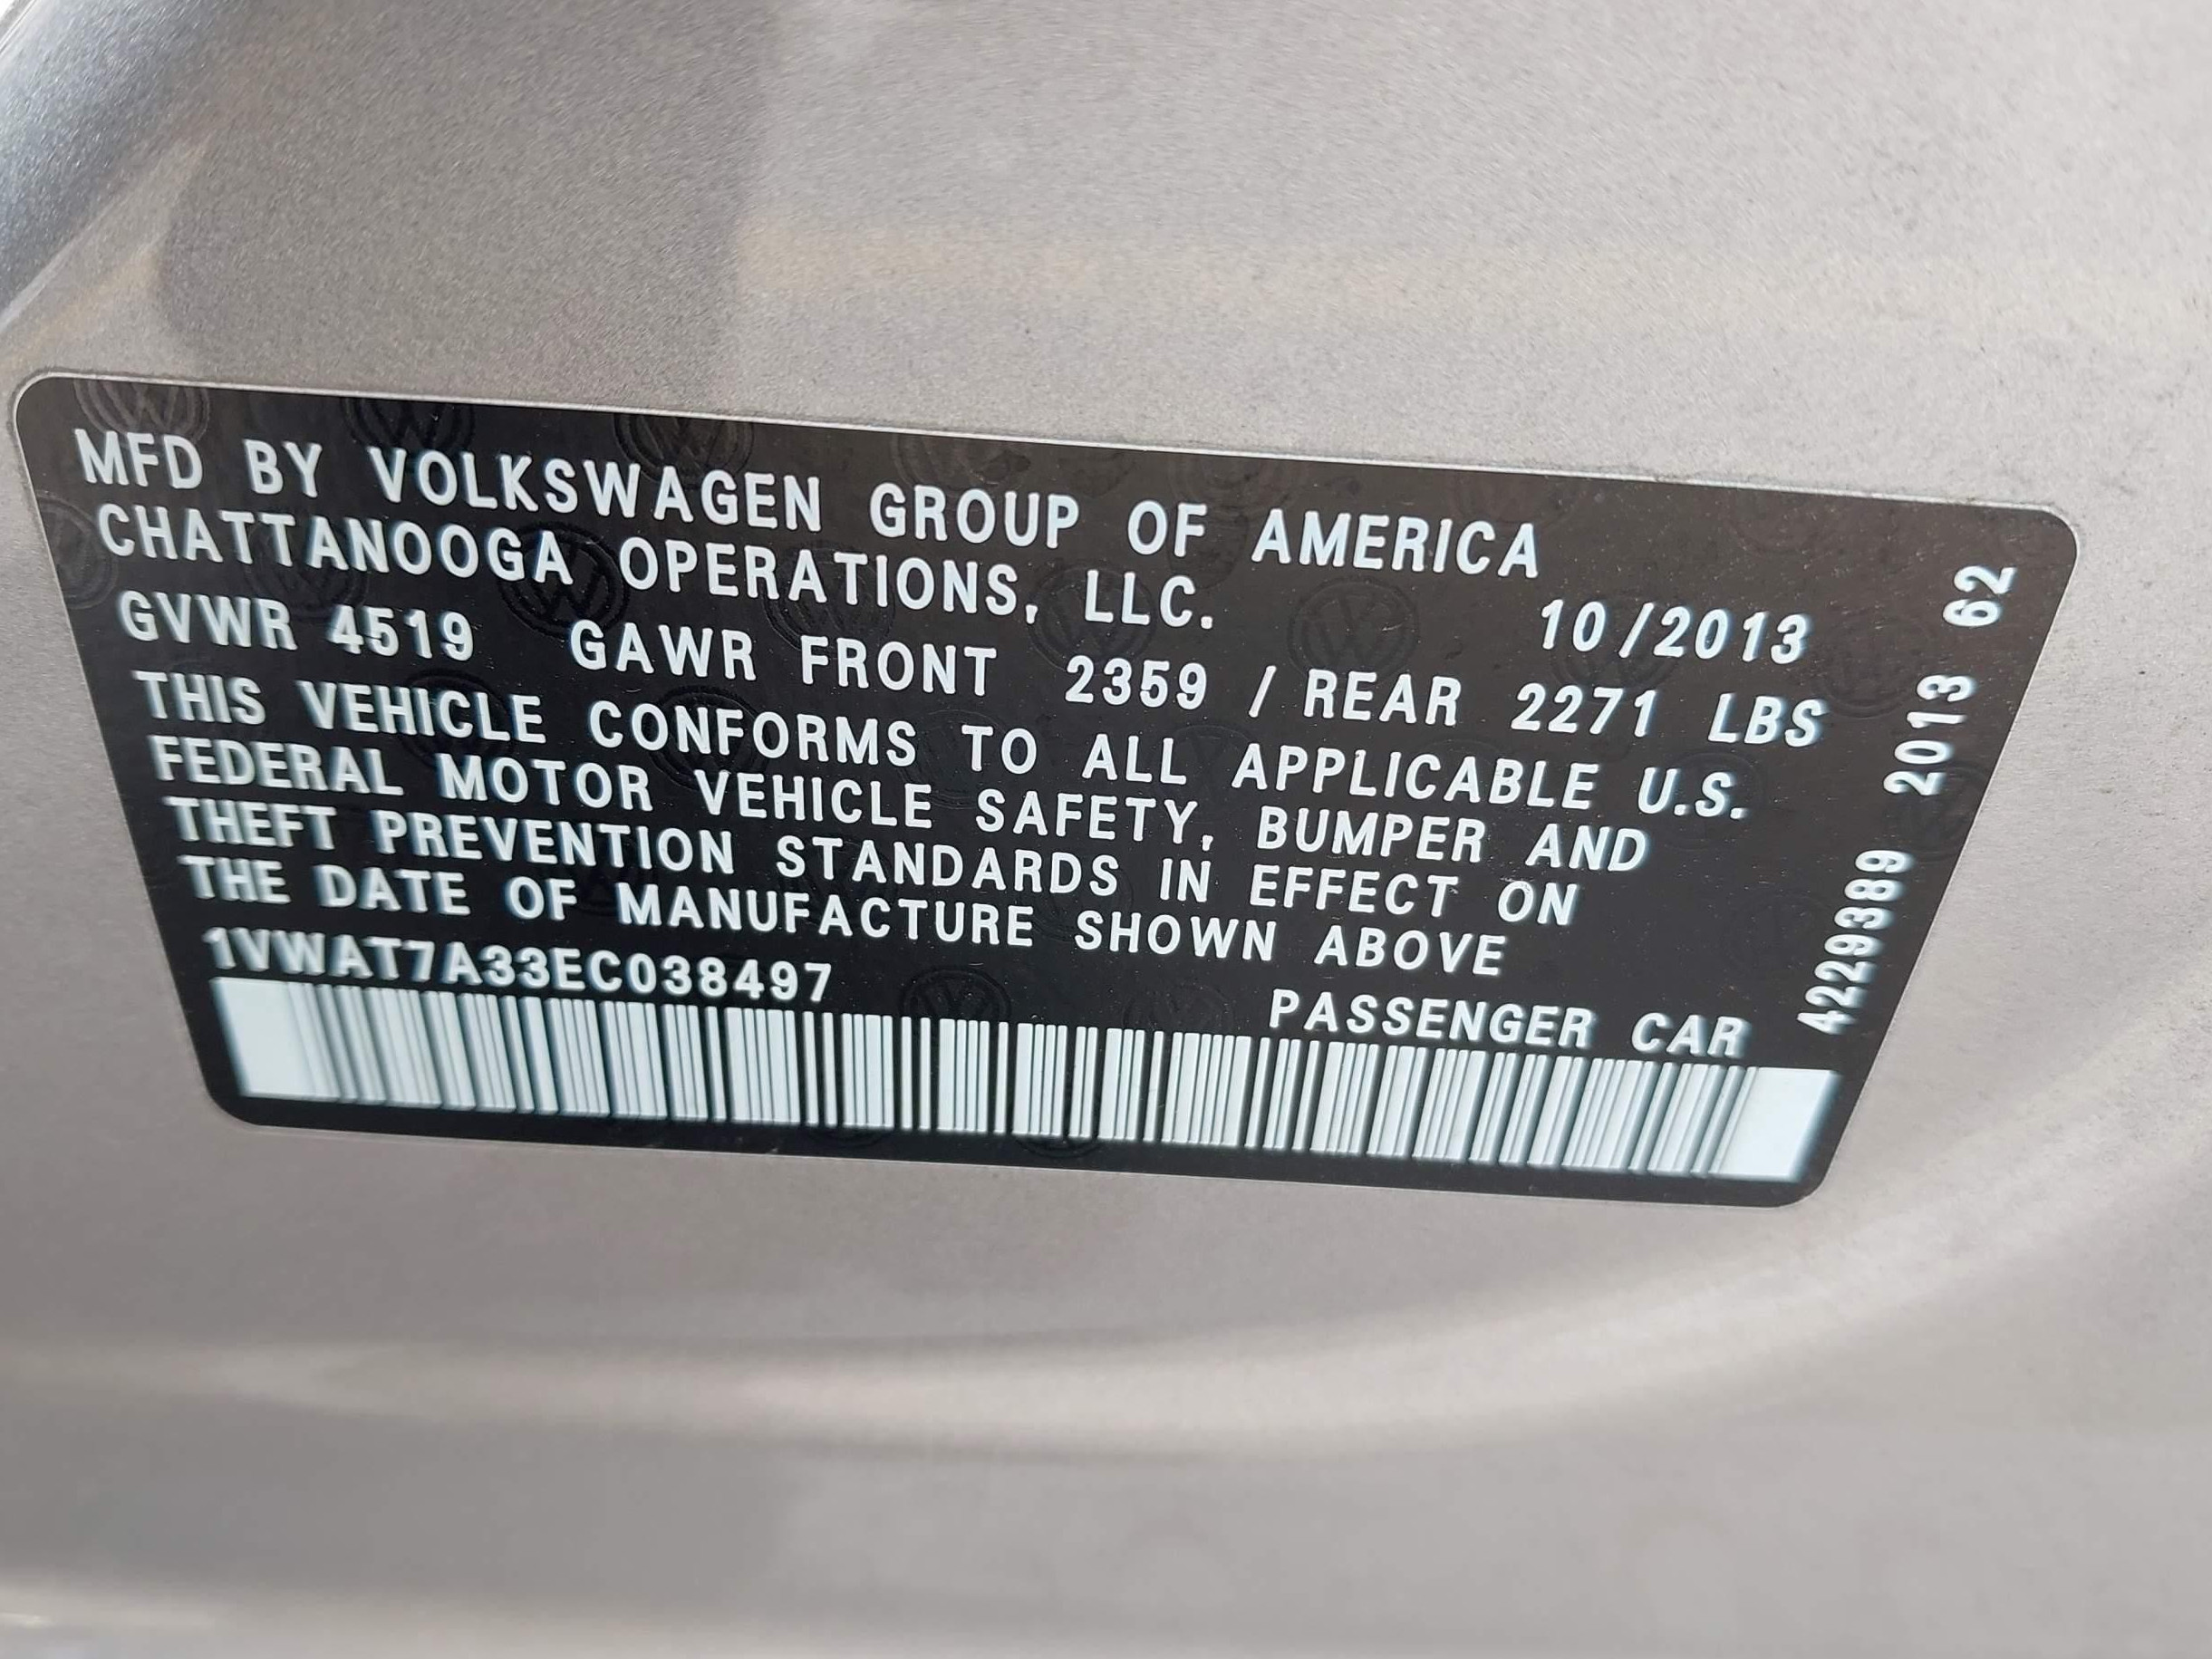 MFD BY VOLKSWAGEN GROUP OF AMERICA
CHATTANOOGA OPERATIONS, LLC. 10/2013
GVWR 4519 GAWR FRONT 2359 / REAR 2271 LBS
THIS VEHICLE CONFORMS TO ALL APPLICABLE U.S.
FEDERAL MOTOR VEHICLE SAFETY, BUMPER AND
THEFT PREVENTION STANDARDS IN EFFECT ON
THE DATE OF MANUFACTURE SHOWN ABOVE
1VWAT7A33EC038497 PASSENGER CAR
4229389 2013 62